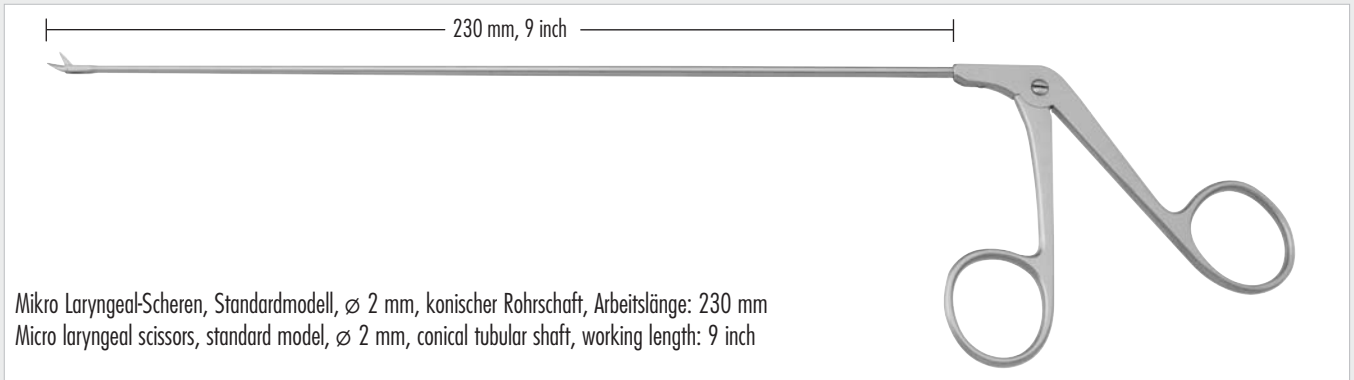 230 mm, 9 inch
Mikro Laryngeal-Scheren, Standardmodell, ⌀ 2 mm, konischer Rohrschaft, Arbeitslänge: 230 mm
Micro laryngeal scissors, standard model, ⌀ 2 mm, conical tubular shaft, working length: 9 inch